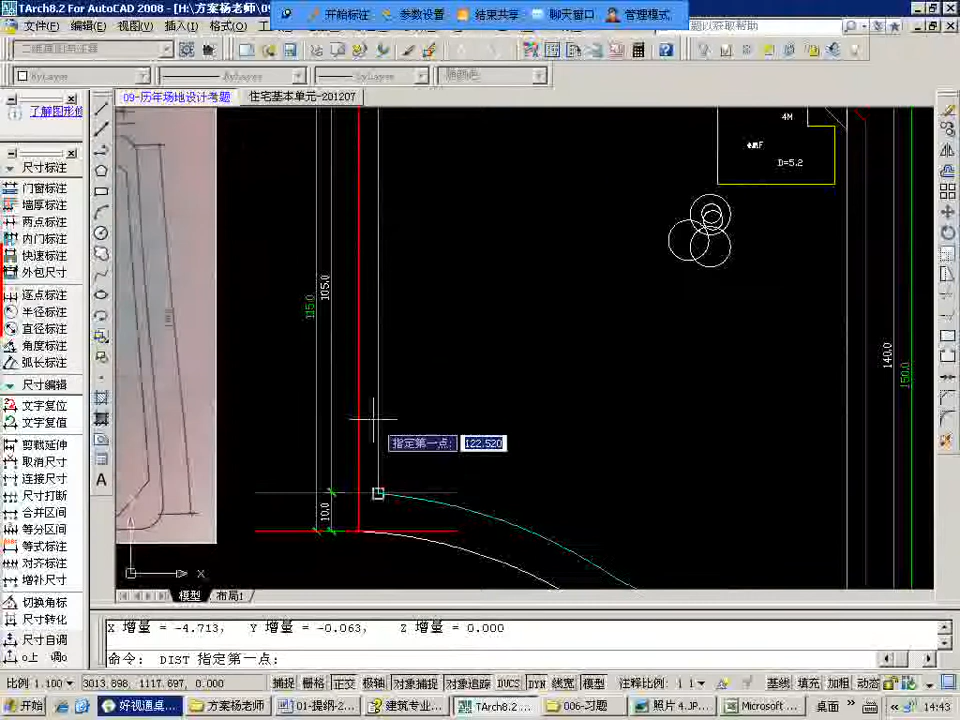 TArch8.2 For AutoCAD 2008 - [H:\方案杨老师\09
开始标注
参数设置
结束共享
聊天窗口
管理模式
文件(F)
编辑(E)
视图(V)
插入(I)
格式(O)
ByLayer
ByLayer
ByLayer
随颜色
09-历年场地设计考题
住宅基本单元-201207
了解图形修
尺寸标注
门窗标注
墙厚标注
两点标注
内门标注
快速标注
外包尺寸
逐点标注
半径标注
直径标注
角度标注
弧长标注
尺寸编辑
文字复位
文字复值
剪裁延伸
取消尺寸
连接尺寸
尺寸打断
合并区间
等分区间
等式标注
对齐标注
增补尺寸
切换角标
尺寸转化
尺寸自调
o上 调o
A
4M
D=5.2
105.0
115.0
10.0
140.0
150.0
指定第一点:
122.520
X
模型
布局1
X 增量 = -4.713, Y 增量 = -0.063, Z 增量 = 0.000
命令: DIST 指定第一点:
比例 1:100
3013.898, 1117.697, 0.000
捕捉 栅格 正交 极轴 对象捕捉 对象追踪 DUCS DYN 线宽 模型
注释比例: 1:1
基线 填充 加粗 动态
开始
好视通桌...
方案杨老师
01-提纲-2...
建筑专业...
TArch8.2...
006-习题
照片 4.JP...
Microsoft...
桌面
14:43